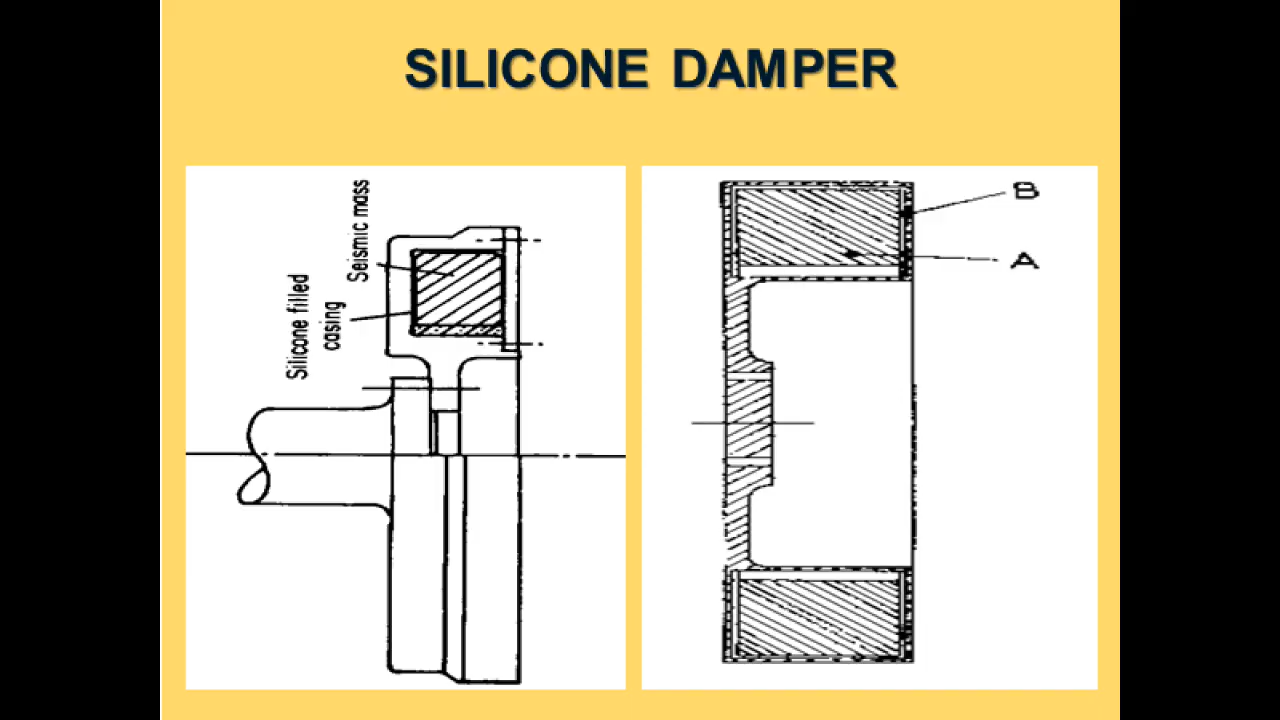 SILICONE DAMPER
Silicone filled
casing
Seismic mass
B
A